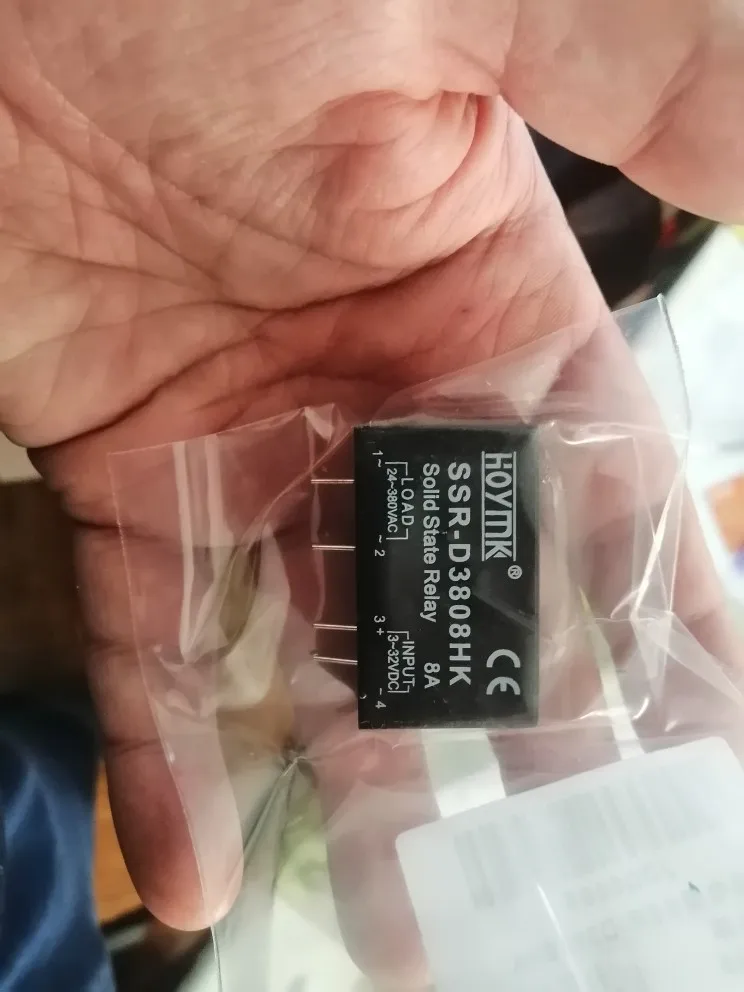 HOYMK® CE
SSR-D3808HK
Solid State Relay 8A
LOAD INPUT
24~380VAC 3~32VDC
1~ ~2 3+ -4